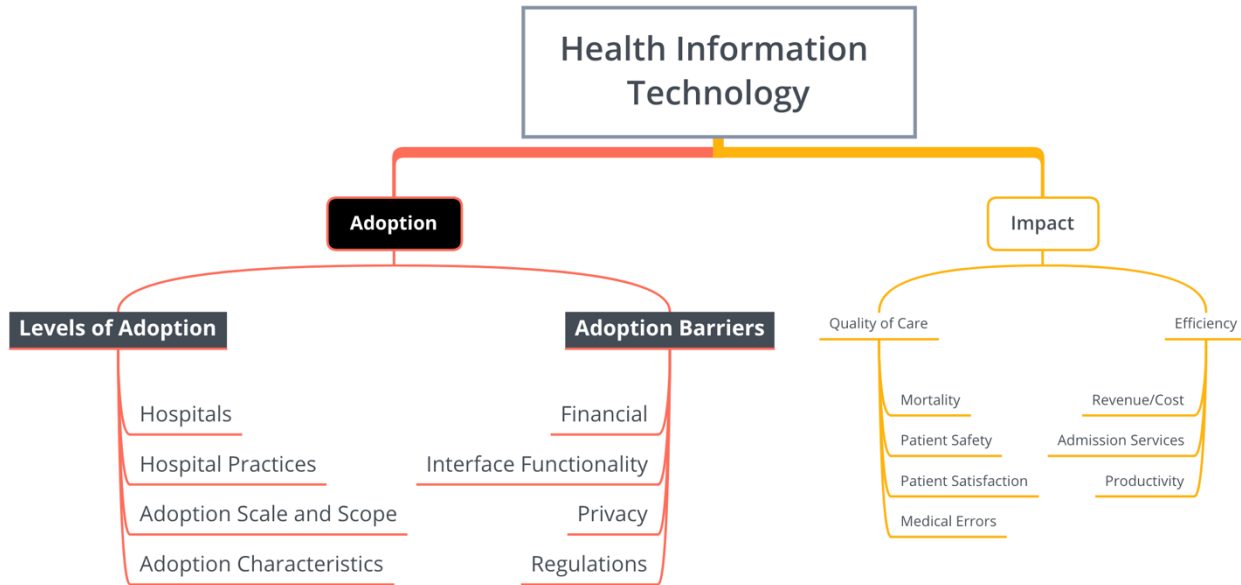 Health Information
Technology
Adoption
Impact
Levels of Adoption
Adoption Barriers
Quality of Care
Efficiency
Hospitals
Hospital Practices
Adoption Scale and Scope
Adoption Characteristics
Financial
Interface Functionality
Privacy
Regulations
Mortality
Patient Safety
Patient Satisfaction
Medical Errors
Revenue/Cost
Admission Services
Productivity